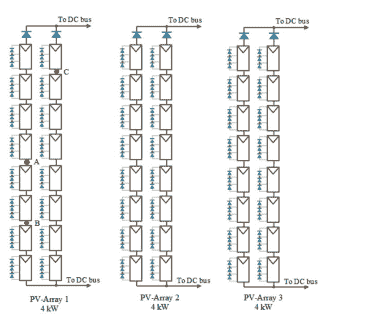 To DC bus
To DC bus
To DC bus
C
A
B
To DC bus
To DC bus
To DC bus
PV-Array 1
4 kW
PV-Array 2
4 kW
PV-Array 3
4 kW